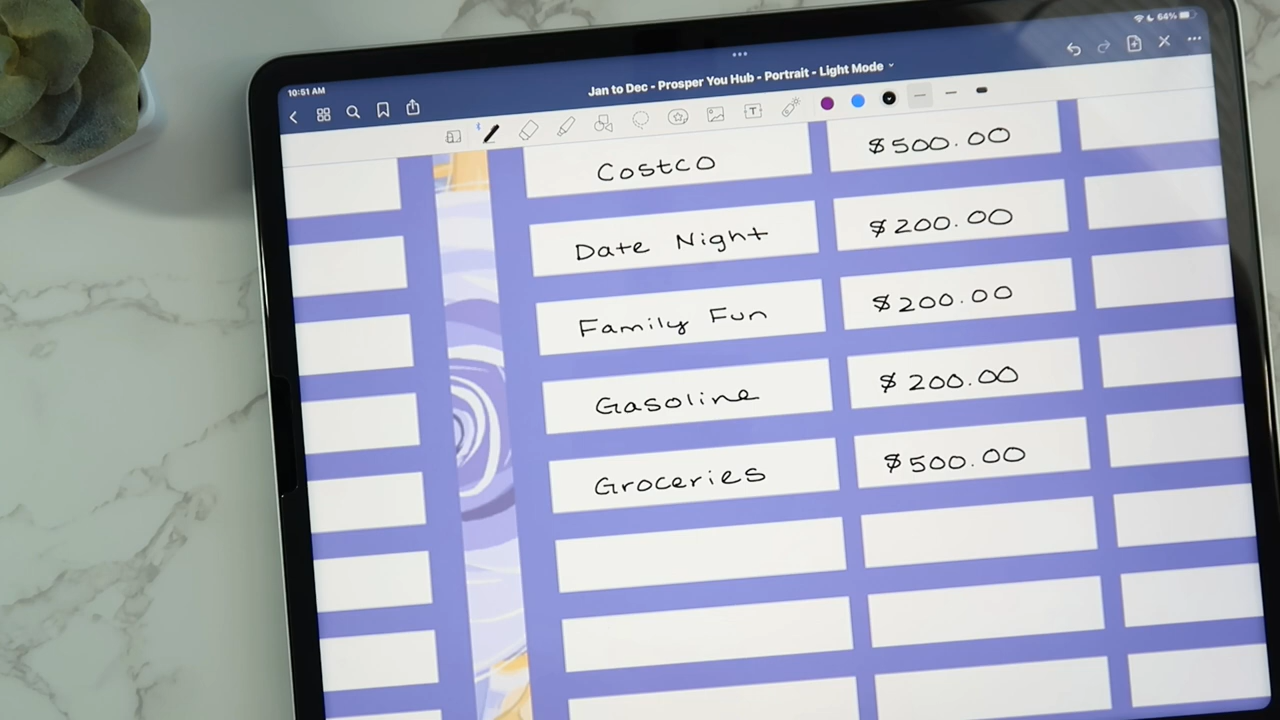 10:51 AM
64%
Jan to Dec - Prosper You Hub - Portrait - Light Mode
T
Costco $500.00
Date Night $200.00
Family Fun $200.00
Gasoline $200.00
Groceries $500.00